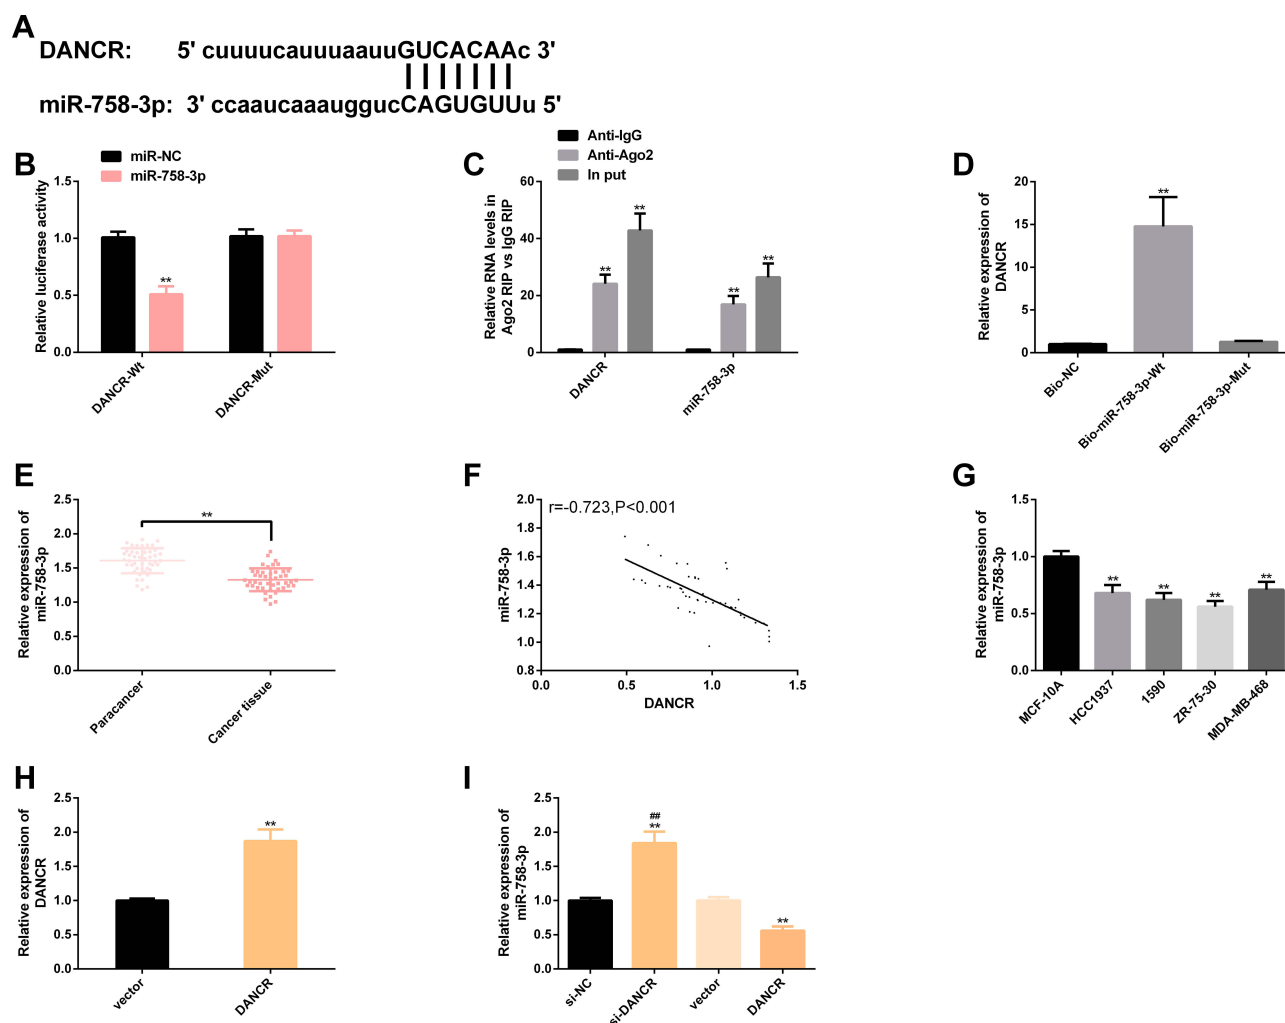 A
DANCR: 5' cuuuucauuuaauuGUCACAAc 3'
miR-758-3p: 3' ccaaucaaauggucCAGUGUUu 5'
B
miR-NC
miR-758-3p
Relative luciferase activity
1.5
1.0
0.5
0.0
**
DANCR-Wt
DANCR-Mut
C
Anti-IgG
Anti-Ago2
In put
Relative RNA levels in
Ago2 RIP vs IgG RIP
60
40
20
0
**
**
**
**
DANCR
miR-758-3p
D
Relative expression of
DANCR
20
15
10
5
0
**
Bio-NC
Bio-miR-758-3p-Wt
Bio-miR-758-3p-Mut
E
Relative expression of
miR-758-3p
2.5
2.0
1.5
1.0
0.5
0.0
**
Paracancer
Cancer tissue
F
miR-758-3p
2.0
1.8
1.6
1.4
1.2
1.0
0.8
r=-0.723,P<0.001
0.0
0.5
1.0
1.5
DANCR
G
Relative expression of
miR-758-3p
1.5
1.0
0.5
0.0
**
**
**
**
MCF-10A
HCC1937
1590
ZR-75-30
MDA-MB-468
H
Relative expression of
DANCR
2.5
2.0
1.5
1.0
0.5
0.0
**
vector
DANCR
I
Relative expression of
miR-758-3p
2.5
2.0
1.5
1.0
0.5
0.0
##
**
**
si-NC
si-DANCR
vector
DANCR